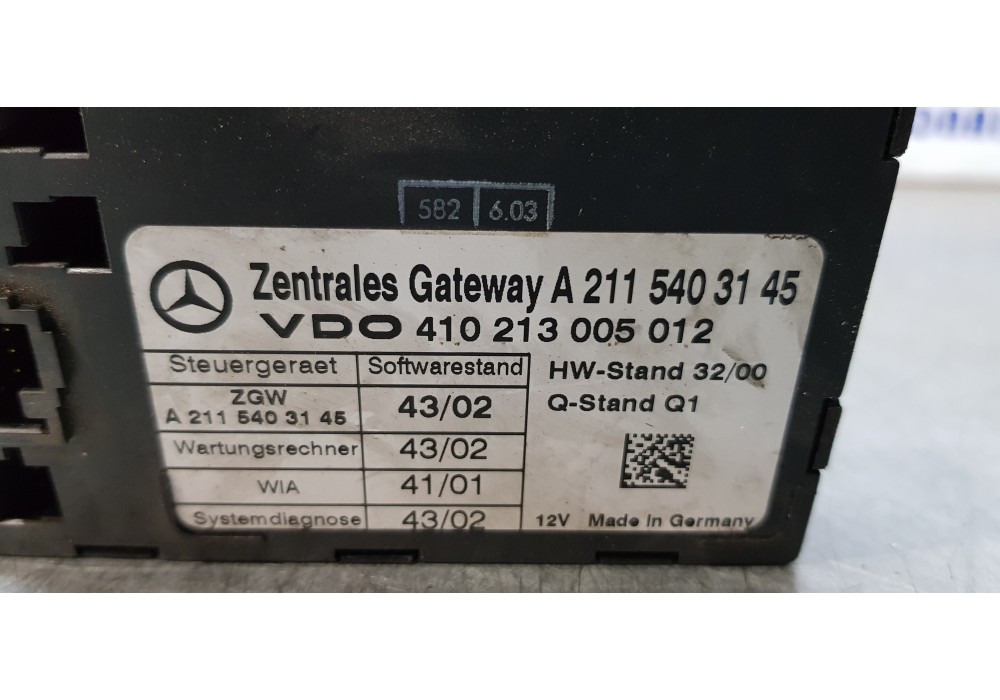 582 6.03
Zentrales Gateway A 211 540 31 45
VDO 410 213 005 012
Steuergeraet Softwarestand
HW-Stand 32/00
ZGW
A 211 540 31 45 43/02
Q-Stand Q1
Wartungsrechner 43/02
WIA 41/01
Systemdiagnose 43/02
12V Made In Germany